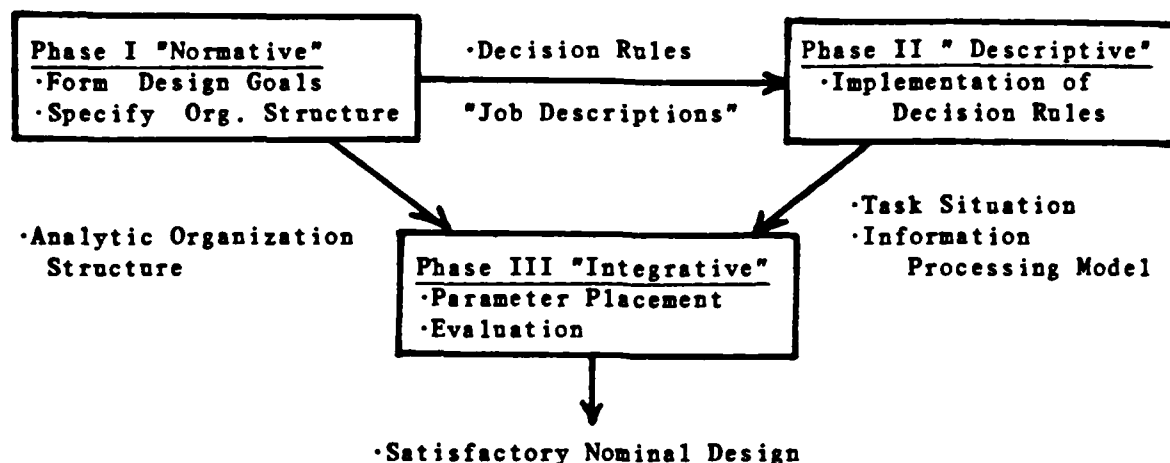 Phase I "Normative"
·Form Design Goals
·Specify Org. Structure
·Decision Rules
"Job Descriptions"
Phase II " Descriptive"
·Implementation of
Decision Rules
·Analytic Organization
Structure
·Task Situation
·Information
Processing Model
Phase III "Integrative"
·Parameter Placement
·Evaluation
·Satisfactory Nominal Design